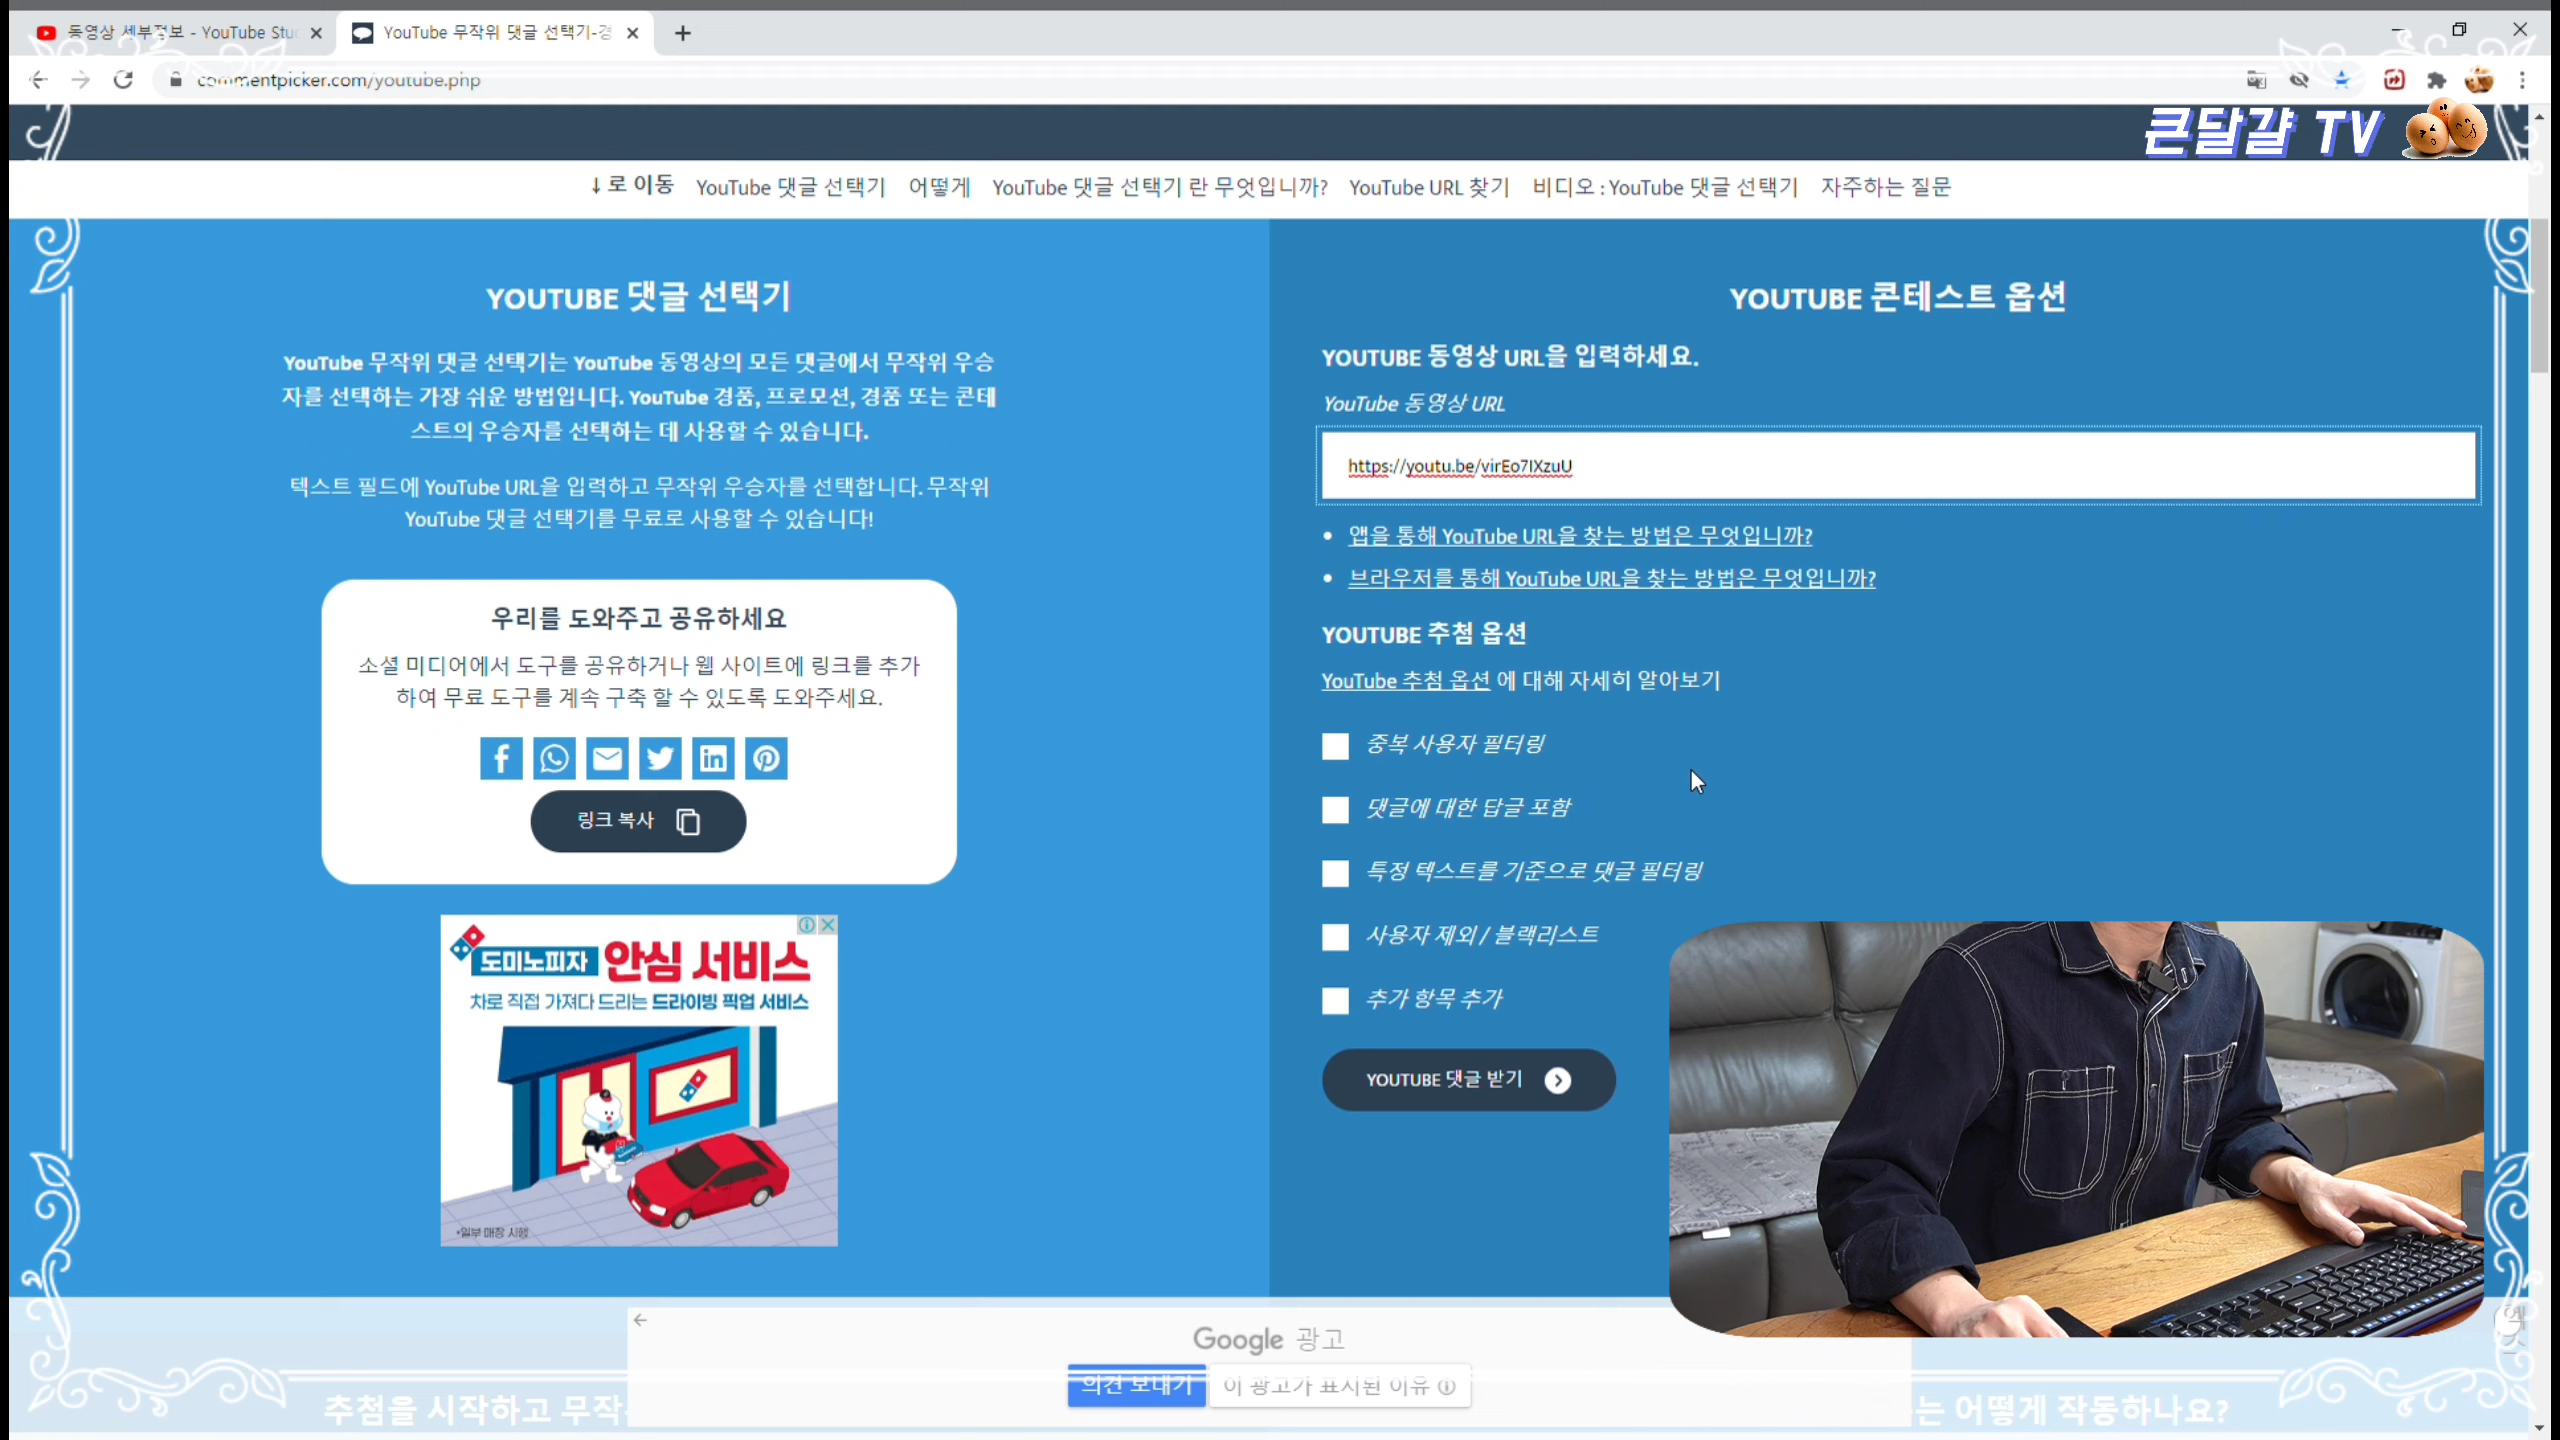 동영상 세부정보 - YouTube Stu
YouTube 무작위 댓글 선택기-경
commentpicker.com/youtube.php
큰달걀 TV
↓로 이동 YouTube 댓글 선택기 어떻게 YouTube 댓글 선택기 란 무엇입니까? YouTube URL 찾기 비디오 : YouTube 댓글 선택기 자주하는 질문
YOUTUBE 댓글 선택기
YouTube 무작위 댓글 선택기는 YouTube 동영상의 모든 댓글에서 무작위 우승
자를 선택하는 가장 쉬운 방법입니다. YouTube 경품, 프로모션, 경품 또는 콘테
스트의 우승자를 선택하는 데 사용할 수 있습니다.
텍스트 필드에 YouTube URL을 입력하고 무작위 우승자를 선택합니다. 무작위
YouTube 댓글 선택기를 무료로 사용할 수 있습니다!
우리를 도와주고 공유하세요
소셜 미디어에서 도구를 공유하거나 웹 사이트에 링크를 추가
하여 무료 도구를 계속 구축 할 수 있도록 도와주세요.
링크 복사
도미노피자 안심 서비스
차로 직접 가져다 드리는 드라이빙 픽업 서비스
*일부 매장 시행
YOUTUBE 콘테스트 옵션
YOUTUBE 동영상 URL을 입력하세요.
YouTube 동영상 URL
https://youtu.be/virEo7IXzuU
• 앱을 통해 YouTube URL을 찾는 방법은 무엇입니까?
• 브라우저를 통해 YouTube URL을 찾는 방법은 무엇입니까?
YOUTUBE 추첨 옵션
YouTube 추첨 옵션 에 대해 자세히 알아보기
중복 사용자 필터링
댓글에 대한 답글 포함
특정 텍스트를 기준으로 댓글 필터링
사용자 제외 / 블랙리스트
추가 항목 추가
YOUTUBE 댓글 받기
Google 광고
의견 보내기 이 광고가 표시된 이유
추첨을 시작하고 무작
는 어떻게 작동하나요?